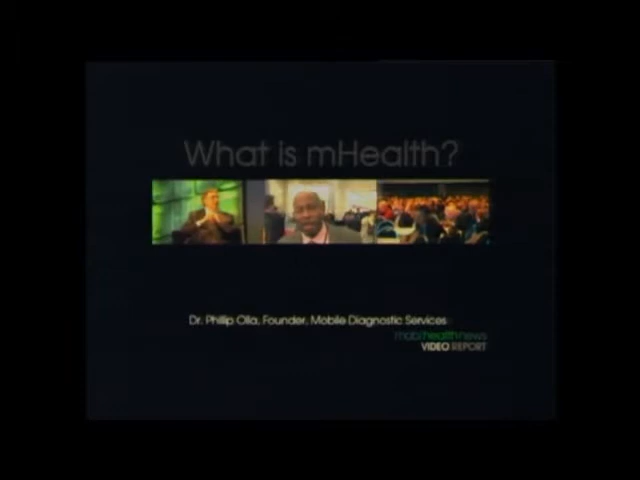 What is mHealth?
Dr. Phillip Olla, Founder, Mobile Diagnostic Services
mobihealthnews
VIDEO REPORT